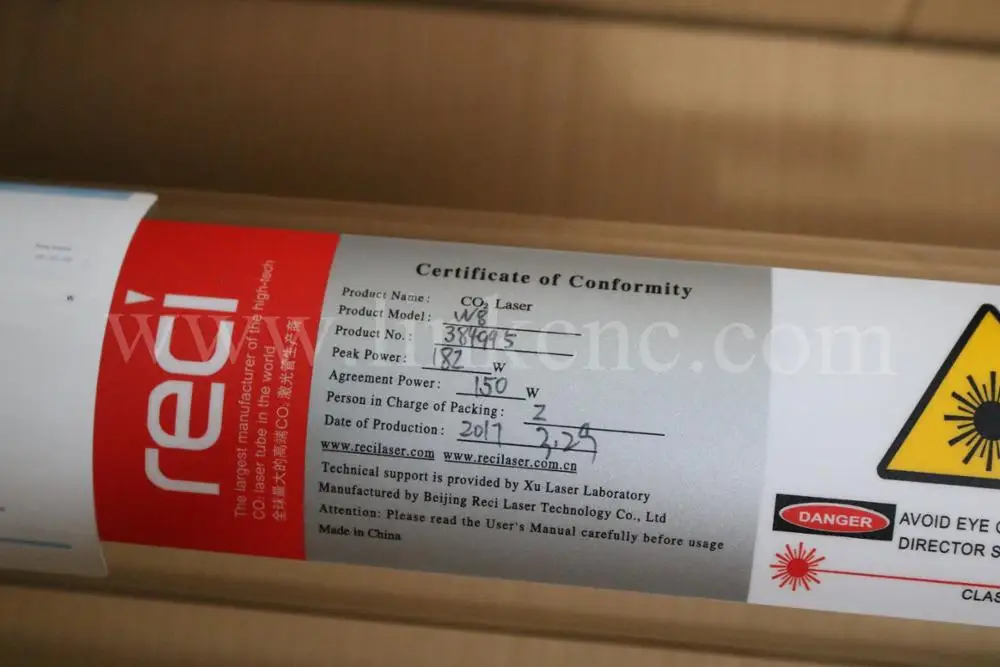 reci
The largest manufacturer of the high-tech
CO₂ laser tube in the world
全球最大的高端CO₂激光管生产商
Certificate of Conformity
Product Name: CO₂ Laser
Product Model: W8
Product No.: 384995
Peak Power: 182 W
Agreement Power: 150 W
Person in Charge of Packing: 2
Date of Production: 2017 3.29
www.recilaser.com www.recilaser.com.cn
Technical support is provided by Xu Laser Laboratory
Manufactured by Beijing Reci Laser Technology Co., Ltd
Attention: Please read the User's Manual carefully before usage
Made in China
DANGER
AVOID EYE
DIRECTOR S
CLAS